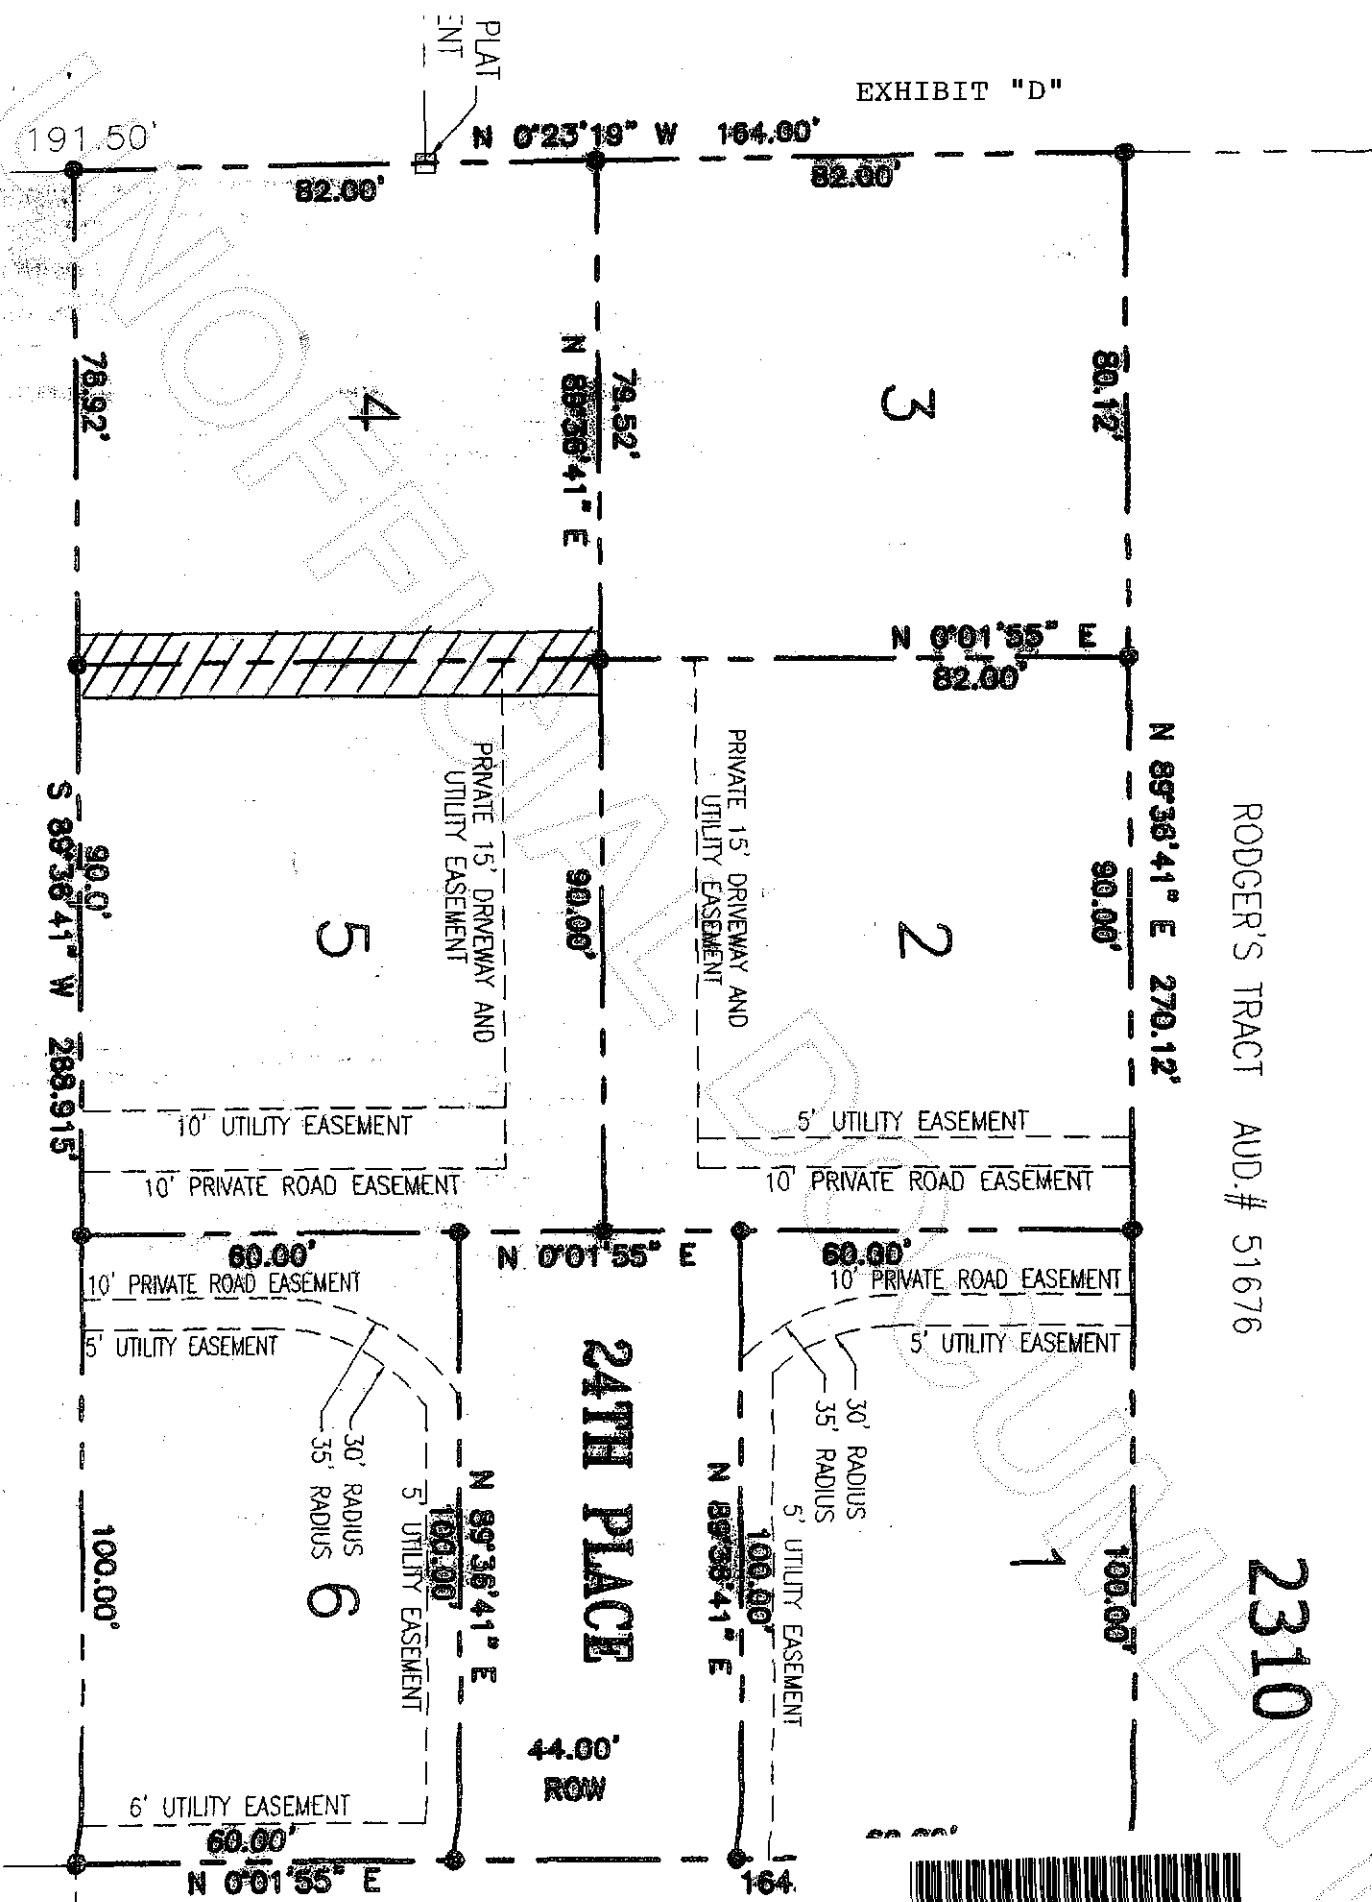 EXHIBIT "D"
PLAT
ENT
191.50'
N 0°23'19" W 164.00'
82.00'
82.00'
78.92'
4
N 89°36'41" E
79.52'
3
80.12'
N 0°01'55" E
82.00'
N 89°36'41" E 270.12'
RODGER'S TRACT AUD.# 51676
S 89°36'41" W 268.915'
90.0'
5
PRIVATE 15' DRIVEWAY AND
UTILITY EASEMENT
90.00'
PRIVATE 15' DRIVEWAY AND
UTILITY EASEMENT
2
90.00'
10' UTILITY EASEMENT
5' UTILITY EASEMENT
10' PRIVATE ROAD EASEMENT
10' PRIVATE ROAD EASEMENT
60.00'
N 0°01'55" E
60.00'
10' PRIVATE ROAD EASEMENT
10' PRIVATE ROAD EASEMENT
5' UTILITY EASEMENT
5' UTILITY EASEMENT
30' RADIUS
35' RADIUS
30' RADIUS
35' RADIUS
24TH PLACE
100.00'
6
5' UTILITY EASEMENT
100.00'
N 89°36'41" E
N 89°36'41" E
100.00'
5' UTILITY EASEMENT
1
100.00'
2310
44.00'
ROW
6' UTILITY EASEMENT
60.00'
N 0°01'55" E
164.
UNOFFICIAL DOCUMEN